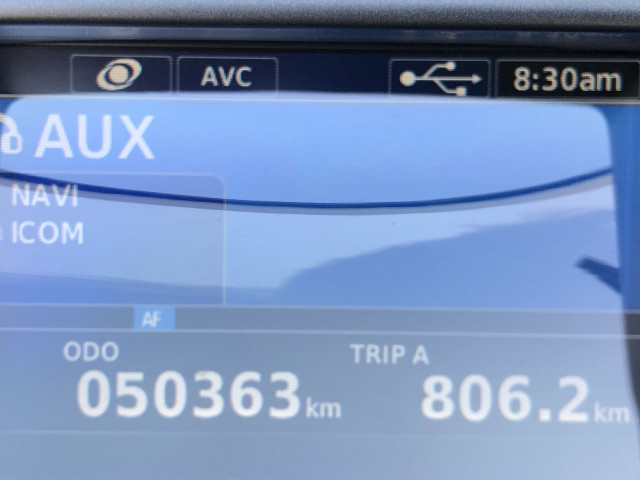 AVC 8:30am
AUX
NAVI
ICOM
AF
ODO TRIP A
050363km 806.2km